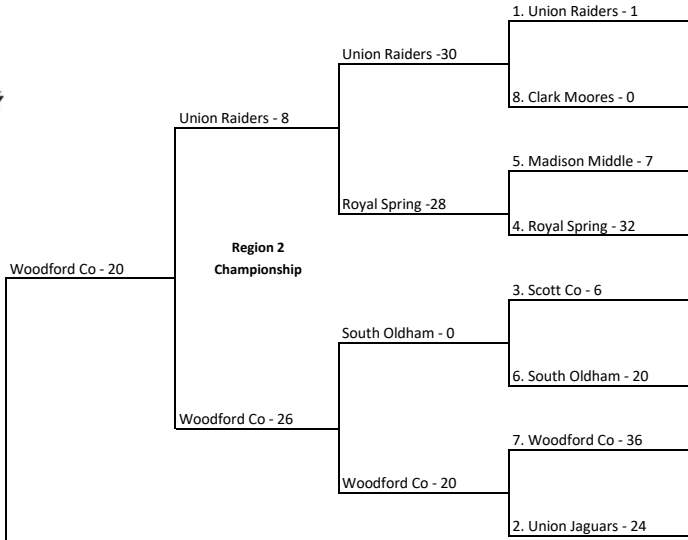 1. Union Raiders - 1
Union Raiders -30
8. Clark Moores - 0
Union Raiders - 8
5. Madison Middle - 7
Royal Spring -28
4. Royal Spring - 32
Region 2
Championship
Woodford Co - 20
3. Scott Co - 6
South Oldham - 0
6. South Oldham - 20
Woodford Co - 26
7. Woodford Co - 36
Woodford Co - 20
2. Union Jaguars - 24